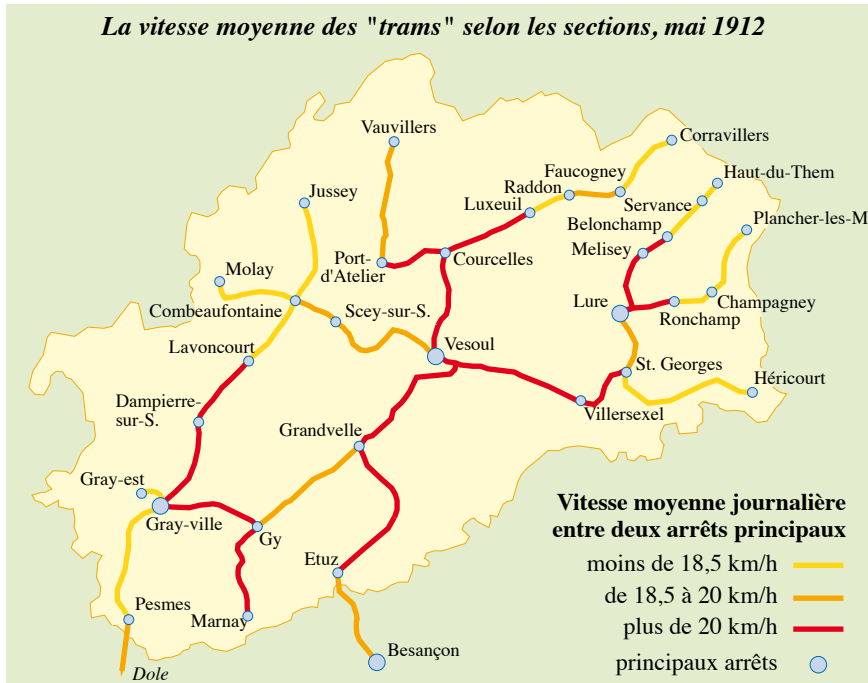 La vitesse moyenne des "trams" selon les sections, mai 1912
Vauvillers
Corravillers
Jussey
Faucogney
Haut-du-Them
Raddon
Servance
Luxeuil
Belonchamp
Plancher-les-M
Melisey
Port-
d'Atelier
Courcelles
Molay
Combeaufontaine
Scey-sur-S.
Lure
Champagney
Ronchamp
Lavoncourt
Vesoul
St. Georges
Héricourt
Dampierre-
sur-S.
Villersexel
Grandvelle
Gray-est
Gray-ville
Gy
Etuz
Pesmes
Marnay
Besançon
Dole
Vitesse moyenne journalière
entre deux arrêts principaux
moins de 18,5 km/h
de 18,5 à 20 km/h
plus de 20 km/h
principaux arrêts